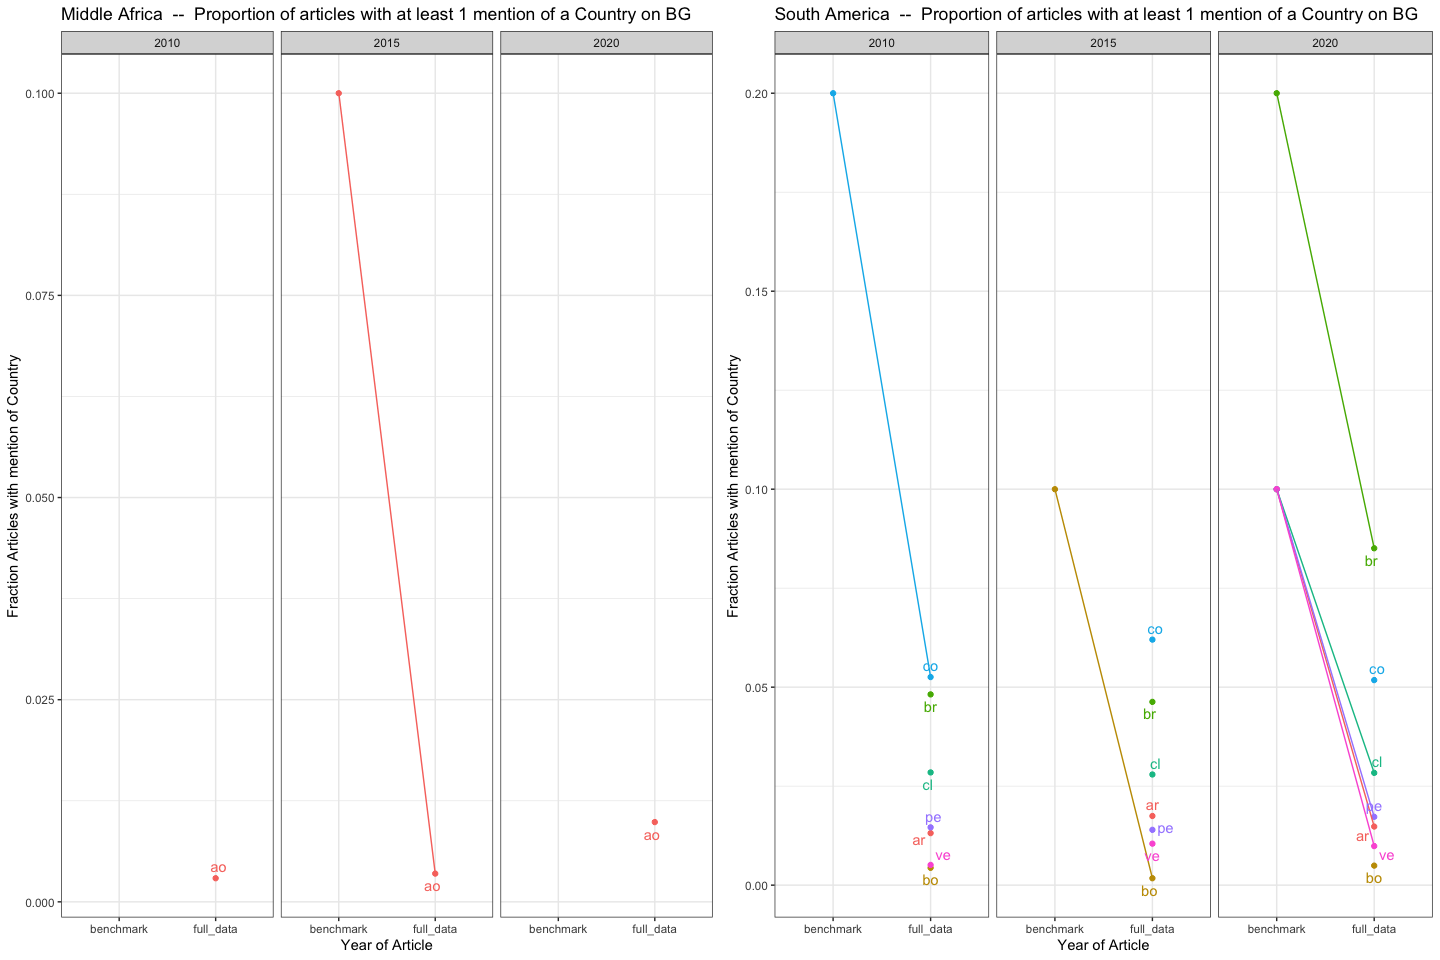 Middle Africa  --  Proportion of articles with at least 1 mention of a Country on BG
2010
2015
2020
Fraction Articles with mention of Country
0.100
0.075
0.050
0.025
0.000
ao
ao
ao
benchmark
full_data
benchmark
full_data
benchmark
full_data
Year of Article
South America  --  Proportion of articles with at least 1 mention of a Country on BG
2010
2015
2020
Fraction Articles with mention of Country
0.20
0.15
0.10
0.05
0.00
co
br
cl
pe
ar
ve
bo
co
br
cl
ar
pe
ve
bo
br
co
cl
pe
ar
ve
bo
benchmark
full_data
benchmark
full_data
benchmark
full_data
Year of Article